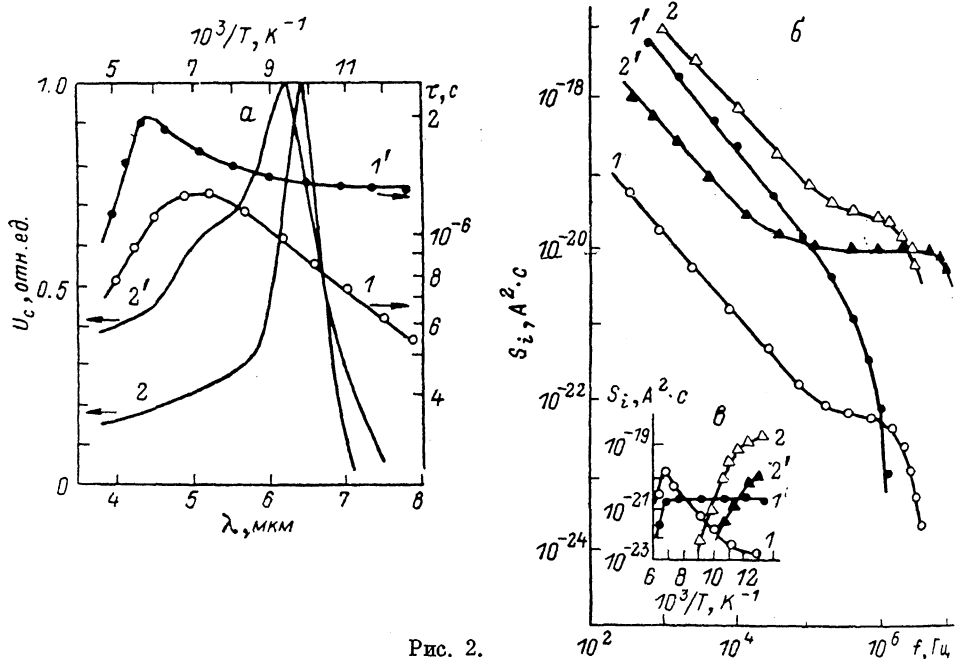 10³/T, K⁻¹
5 7 9 11
1.0
0.5
0
U_c, отн.ед.
а
τ, с
2
10⁻⁶
8
6
4
1'
1
2'
2
4 5 6 7 8
λ, мкм
б
1' 2
2'
1
10⁻¹⁸
10⁻²⁰
10⁻²²
10⁻²⁴
S_i, A²·с
10² 10⁴ 10⁶ f, Гц
S_i, A²·с
в
10⁻¹⁹
10⁻²¹
10⁻²³
2
2'
1'
1
6 8 10 12
10³/T, K⁻¹
Рис. 2.